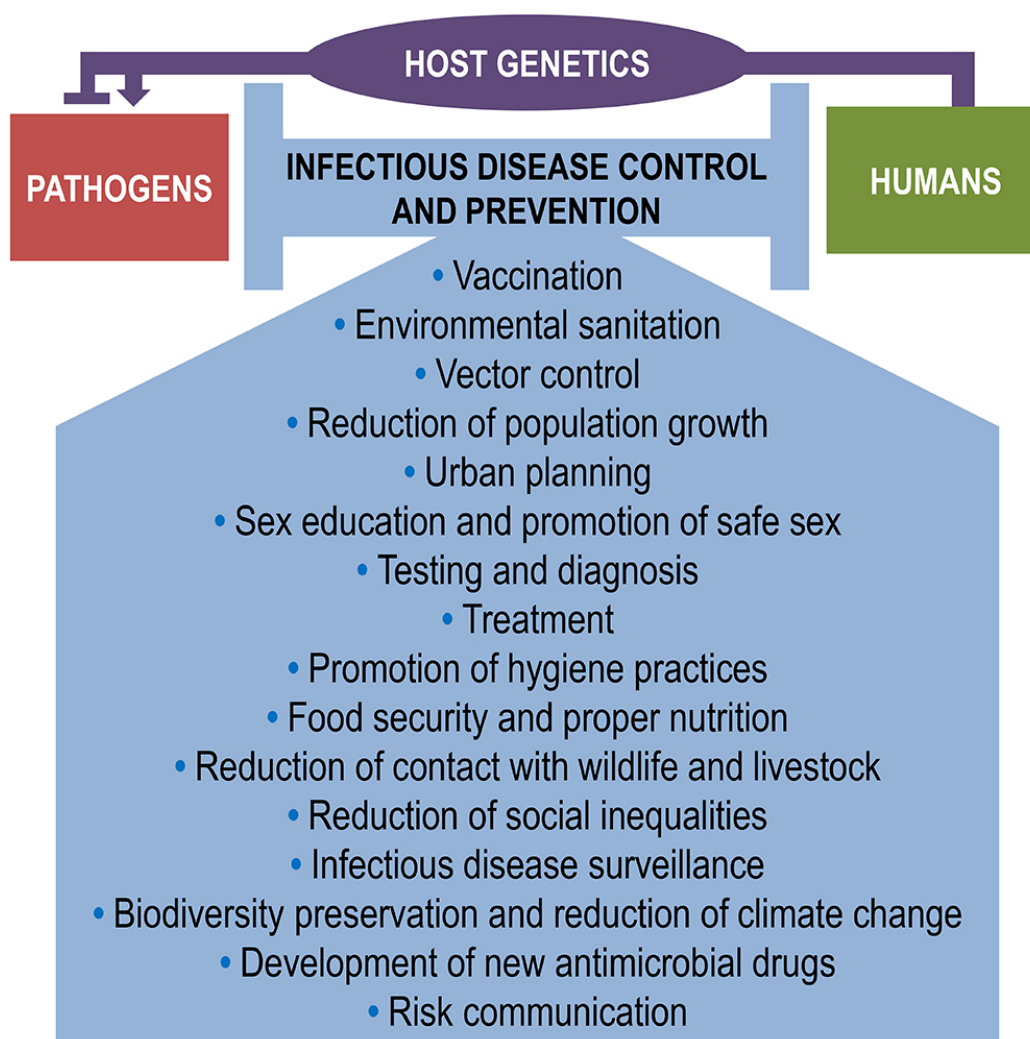 HOST GENETICS
PATHOGENS
INFECTIOUS DISEASE CONTROL
AND PREVENTION
HUMANS
• Vaccination
• Environmental sanitation
• Vector control
• Reduction of population growth
• Urban planning
• Sex education and promotion of safe sex
• Testing and diagnosis
• Treatment
• Promotion of hygiene practices
• Food security and proper nutrition
• Reduction of contact with wildlife and livestock
• Reduction of social inequalities
• Infectious disease surveillance
• Biodiversity preservation and reduction of climate change
• Development of new antimicrobial drugs
• Risk communication